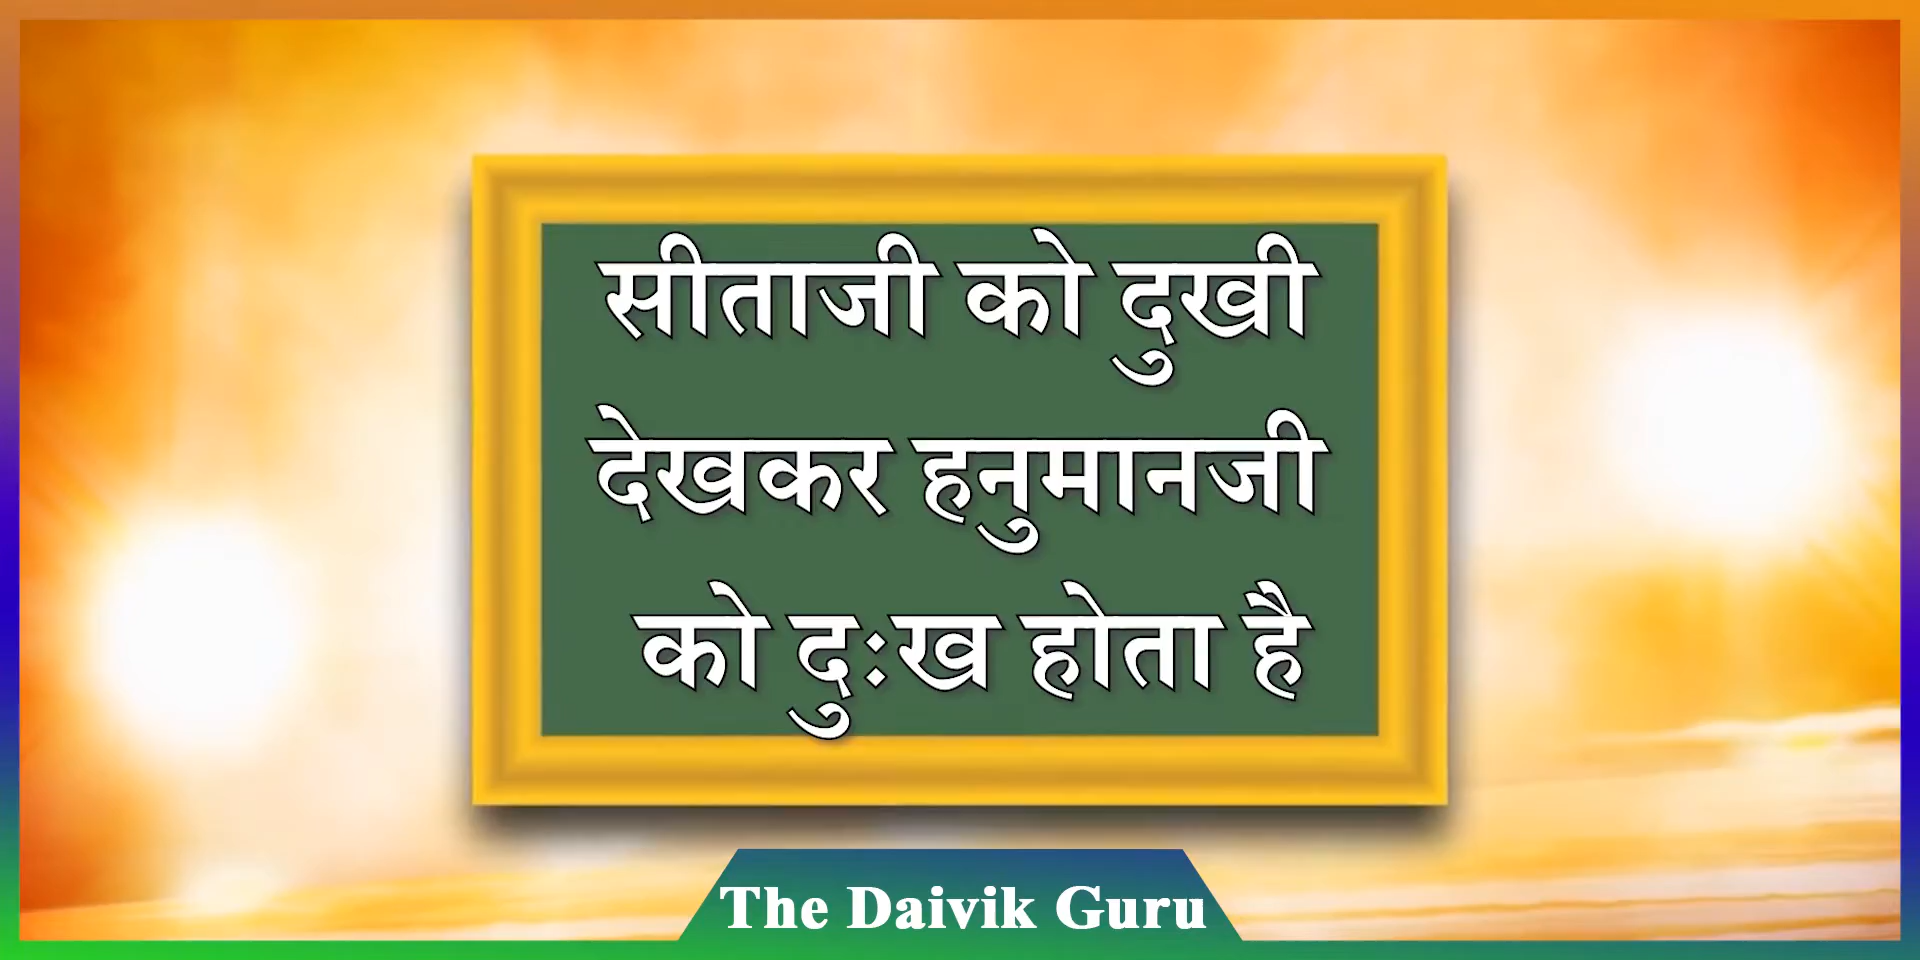 सीताजी को दुखी
देखकर हनुमानजी
को दुःख होता है
The Daivik Guru